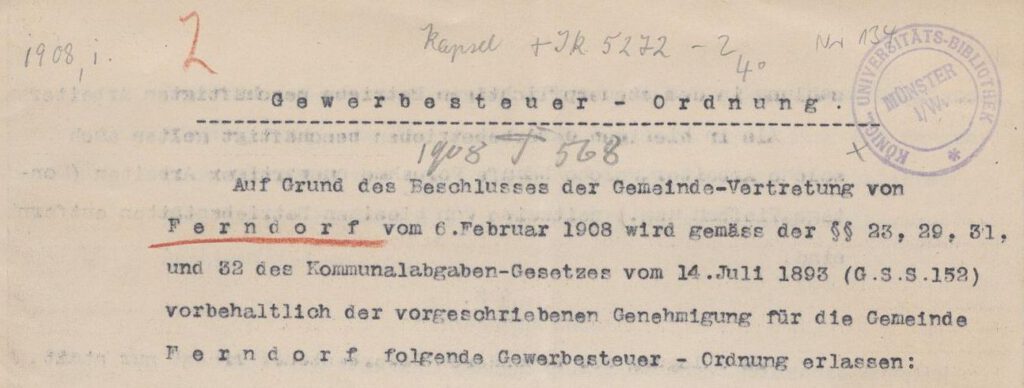 1908, i.
2
Kapsel + IK 5272 - 2
4°
Nr 134
KÖNIGL. UNIVERSITÄTS-BIBLIOTHEK
MÜNSTER
i/W.
Gewerbesteuer - Ordnung.
1908 J 568
+
Auf Grund des Beschlusses der Gemeinde-Vertretung von
Ferndorf vom 6.Februar 1908 wird gemäss der §§ 23, 29, 31,
und 32 des Kommunalabgaben-Gesetzes vom 14.Juli 1893 (G.S.S.152)
vorbehaltlich der vorgeschriebenen Genehmigung für die Gemeinde
Ferndorf folgende Gewerbesteuer - Ordnung erlassen: